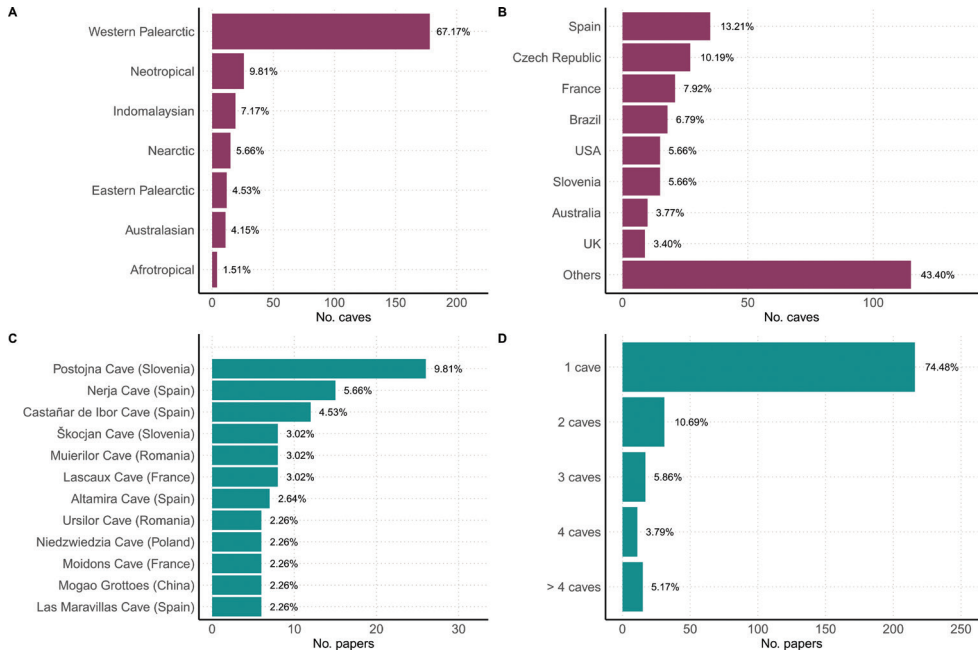 A
Western Palearctic 67.17%
Neotropical 9.81%
Indomalaysian 7.17%
Nearctic 5.66%
Eastern Palearctic 4.53%
Australasian 4.15%
Afrotropical 1.51%
0 50 100 150 200
No. caves
B
Spain 13.21%
Czech Republic 10.19%
France 7.92%
Brazil 6.79%
USA 5.66%
Slovenia 5.66%
Australia 3.77%
UK 3.40%
Others 43.40%
0 50 100
No. caves
C
Postojna Cave (Slovenia) 9.81%
Nerja Cave (Spain) 5.66%
Castañar de Ibor Cave (Spain) 4.53%
Škocjan Cave (Slovenia) 3.02%
Muierilor Cave (Romania) 3.02%
Lascaux Cave (France) 3.02%
Altamira Cave (Spain) 2.64%
Ursilor Cave (Romania) 2.26%
Niedzwiedzia Cave (Poland) 2.26%
Moidons Cave (France) 2.26%
Mogao Grottoes (China) 2.26%
Las Maravillas Cave (Spain) 2.26%
0 10 20 30
No. papers
D
1 cave 74.48%
2 caves 10.69%
3 caves 5.86%
4 caves 3.79%
> 4 caves 5.17%
0 50 100 150 200 250
No. papers